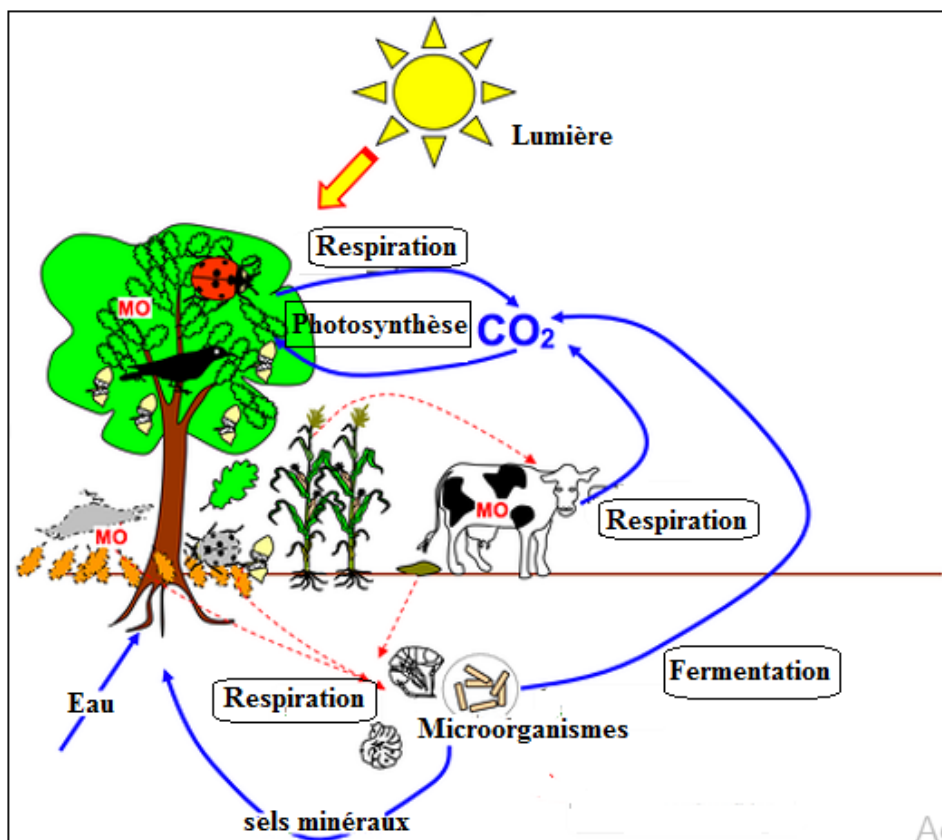 Lumière
Respiration
MO
Photosynthèse
CO₂
MO
Respiration
MO
Fermentation
Respiration
Eau
Microorganismes
sels minéraux